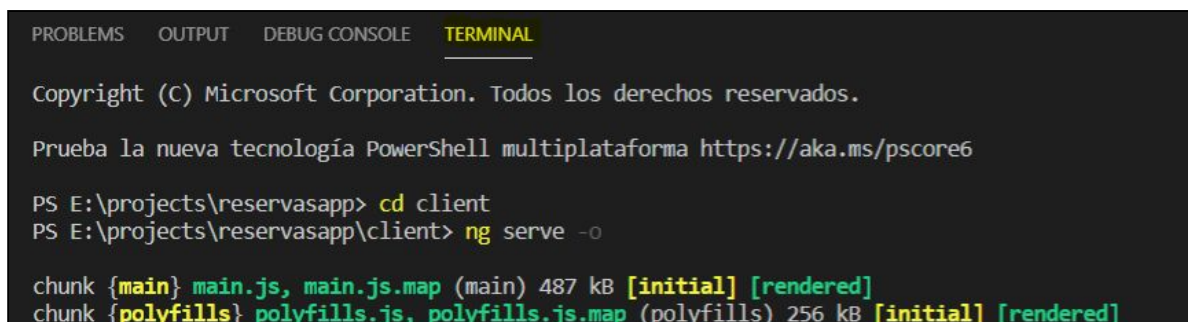 PROBLEMS OUTPUT DEBUG CONSOLE TERMINAL
Copyright (C) Microsoft Corporation. Todos los derechos reservados.
Prueba la nueva tecnología PowerShell multiplataforma https://aka.ms/pscore6
PS E:\projects\reservasapp> cd client
PS E:\projects\reservasapp\client> ng serve -o
chunk {main} main.js, main.js.map (main) 487 kB [initial] [rendered]
chunk {polyfills} polyfills.js, polyfills.js.map (polyfills) 256 kB [initial] [rendered]